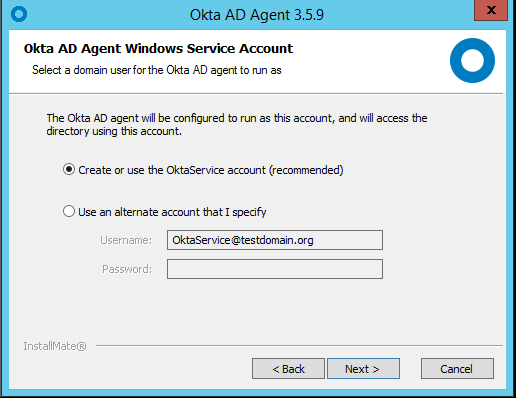 Okta AD Agent 3.5.9
X
Okta AD Agent Windows Service Account
Select a domain user for the Okta AD agent to run as
The Okta AD agent will be configured to run as this account, and will access the
directory using this account.
Create or use the OktaService account (recommended)
Use an alternate account that I specify
Username: OktaService@testdomain.org
Password:
InstallMate®
< Back Next > Cancel